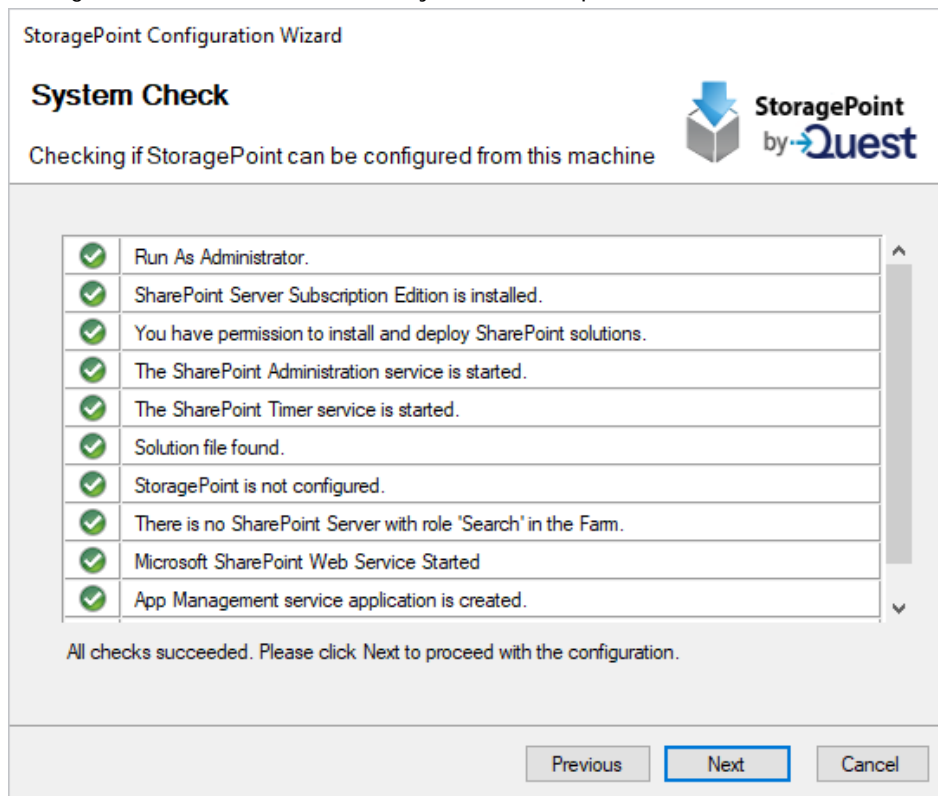 StoragePoint Configuration Wizard
System Check
StoragePoint
by Quest
Checking if StoragePoint can be configured from this machine
Run As Administrator.
SharePoint Server Subscription Edition is installed.
You have permission to install and deploy SharePoint solutions.
The SharePoint Administration service is started.
The SharePoint Timer service is started.
Solution file found.
StoragePoint is not configured.
There is no SharePoint Server with role 'Search' in the Farm.
Microsoft SharePoint Web Service Started
App Management service application is created.
All checks succeeded. Please click Next to proceed with the configuration.
Previous
Next
Cancel